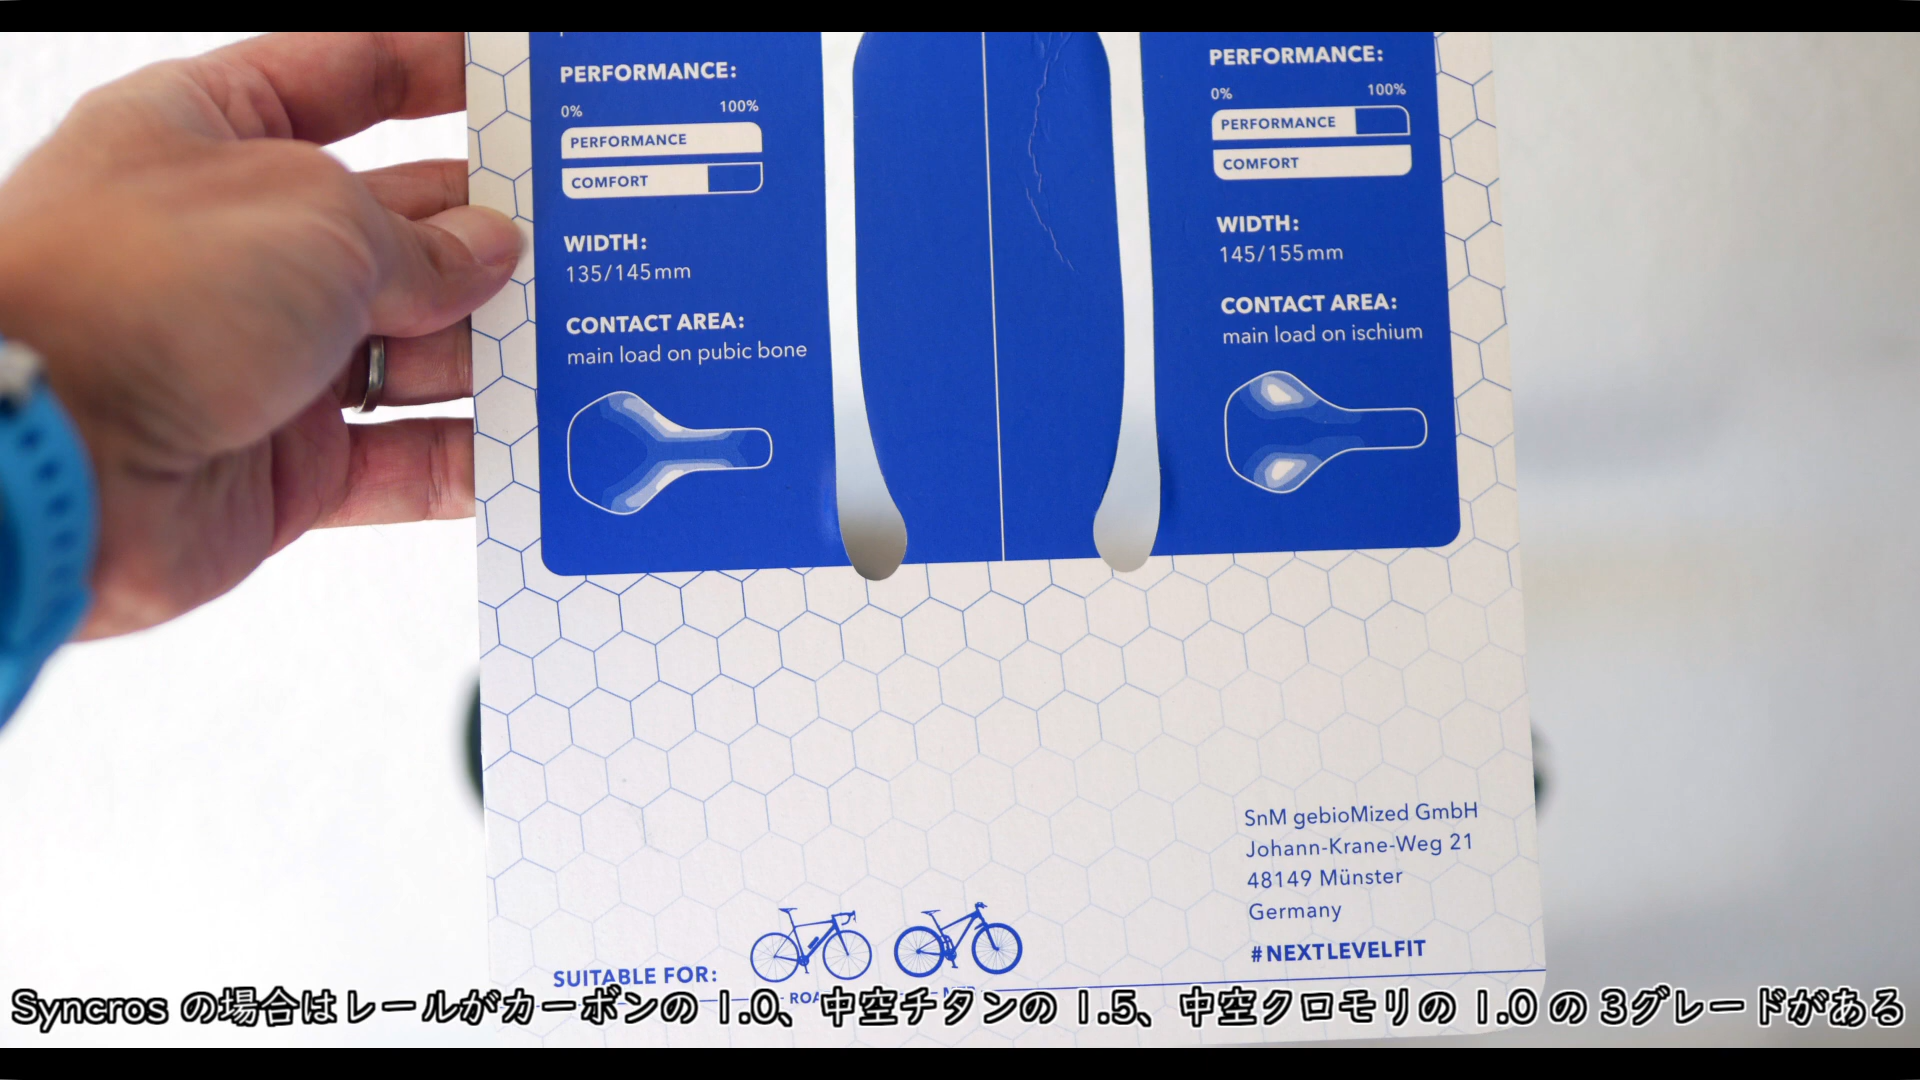 PERFORMANCE:
0% 100%
PERFORMANCE
COMFORT
WIDTH:
135/145mm
CONTACT AREA:
main load on pubic bone
PERFORMANCE:
0% 100%
PERFORMANCE
COMFORT
WIDTH:
145/155mm
CONTACT AREA:
main load on ischium
SnM gebioMized GmbH
Johann-Krane-Weg 21
48149 Münster
Germany
#NEXTLEVELFIT
SUITABLE FOR:
Syncros の場合はレールがカーボンの 1.0、中空チタンの 1.5、中空クロモリの 1.0 の 3グレードがある